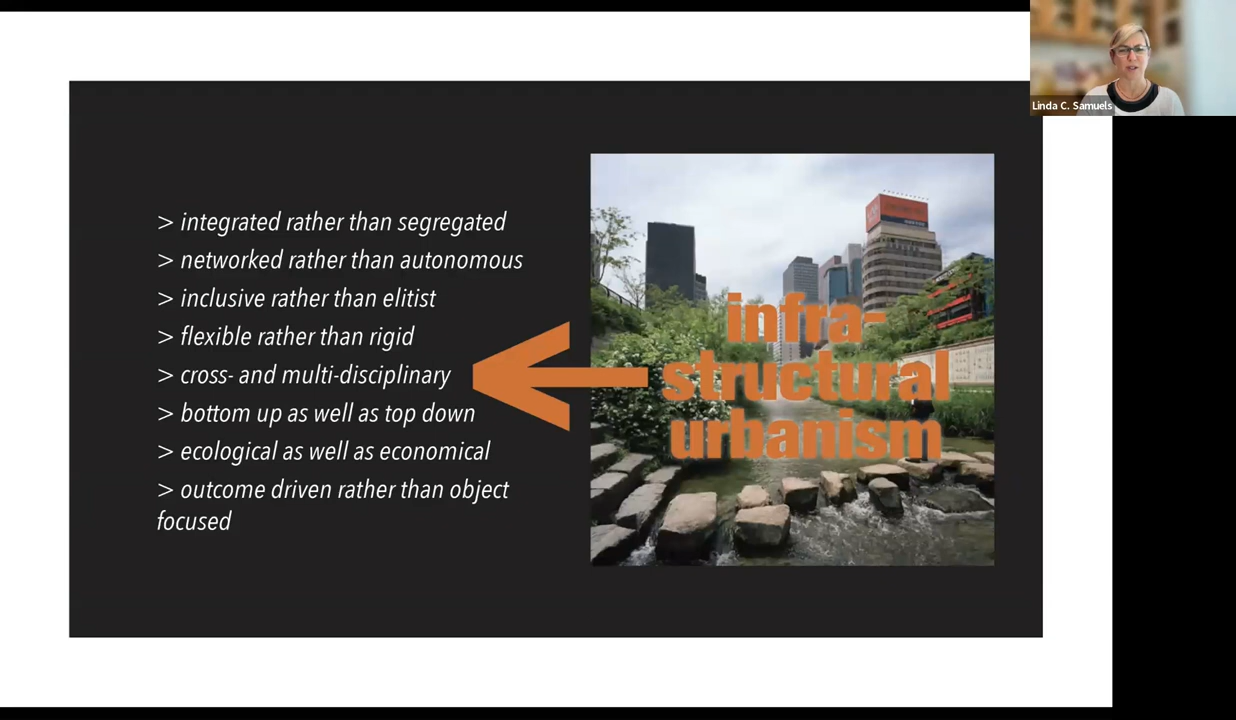 Linda C. Samuels
> integrated rather than segregated
> networked rather than autonomous
> inclusive rather than elitist
> flexible rather than rigid
> cross- and multi-disciplinary
> bottom up as well as top down
> ecological as well as economical
> outcome driven rather than object
focused
infra-
structural
urbanism